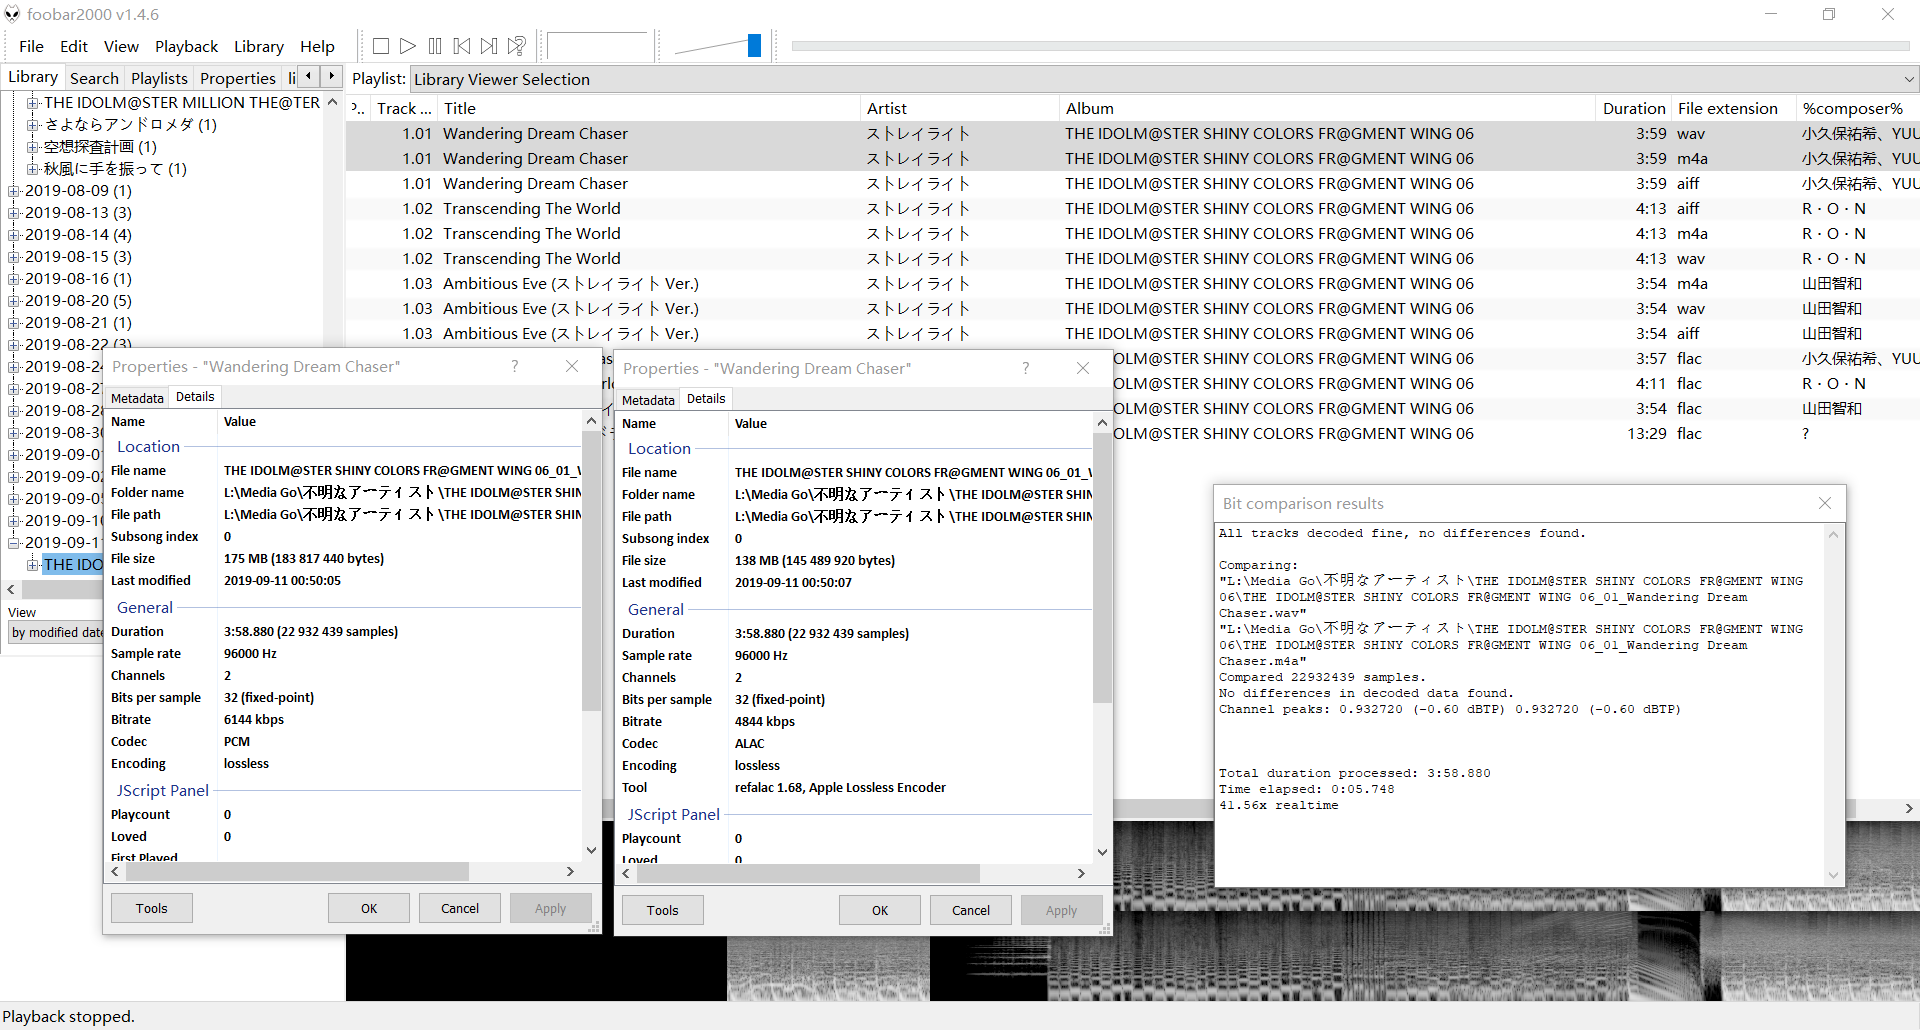 foobar2000 v1.4.6
File Edit View Playback Library Help
Library Search Playlists Properties li
Playlist: Library Viewer Selection
THE IDOLM@STER MILLION THE@TER
さよならアンドロメダ (1)
空想探査計画 (1)
秋風に手を振って (1)
2019-08-09 (1)
2019-08-13 (3)
2019-08-14 (4)
2019-08-15 (3)
2019-08-16 (1)
2019-08-20 (5)
2019-08-21 (1)
2019-08-22 (3)
2019-08-24
2019-08-27
2019-08-28
2019-08-30
2019-09-0
2019-09-02
2019-09-05
2019-09-10
2019-09-1
THE IDO
View
by modified date
P.. Track ... Title Artist Album Duration File extension %composer%
1.01 Wandering Dream Chaser ストレイライト THE IDOLM@STER SHINY COLORS FR@GMENT WING 06 3:59 wav 小久保祐希、YUU
1.01 Wandering Dream Chaser ストレイライト THE IDOLM@STER SHINY COLORS FR@GMENT WING 06 3:59 m4a 小久保祐希、YUU
1.01 Wandering Dream Chaser ストレイライト THE IDOLM@STER SHINY COLORS FR@GMENT WING 06 3:59 aiff 小久保祐希、YUU
1.02 Transcending The World ストレイライト THE IDOLM@STER SHINY COLORS FR@GMENT WING 06 4:13 aiff R・O・N
1.02 Transcending The World ストレイライト THE IDOLM@STER SHINY COLORS FR@GMENT WING 06 4:13 m4a R・O・N
1.02 Transcending The World ストレイライト THE IDOLM@STER SHINY COLORS FR@GMENT WING 06 4:13 wav R・O・N
1.03 Ambitious Eve (ストレイライト Ver.) ストレイライト THE IDOLM@STER SHINY COLORS FR@GMENT WING 06 3:54 m4a 山田智和
1.03 Ambitious Eve (ストレイライト Ver.) ストレイライト THE IDOLM@STER SHINY COLORS FR@GMENT WING 06 3:54 wav 山田智和
1.03 Ambitious Eve (ストレイライト Ver.) ストレイライト THE IDOLM@STER SHINY COLORS FR@GMENT WING 06 3:54 aiff 山田智和
OLM@STER SHINY COLORS FR@GMENT WING 06 3:57 flac 小久保祐希、YUU
OLM@STER SHINY COLORS FR@GMENT WING 06 4:11 flac R・O・N
OLM@STER SHINY COLORS FR@GMENT WING 06 3:54 flac 山田智和
OLM@STER SHINY COLORS FR@GMENT WING 06 13:29 flac ?
Properties - "Wandering Dream Chaser" ?
Metadata Details
Name Value
Location
File name THE IDOLM@STER SHINY COLORS FR@GMENT WING 06_01_\
Folder name L:\Media Go\不明なアーティスト\THE IDOLM@STER SHIN
File path L:\Media Go\不明なアーティスト\THE IDOLM@STER SHIN
Subsong index 0
File size 175 MB (183 817 440 bytes)
Last modified 2019-09-11 00:50:05
General
Duration 3:58.880 (22 932 439 samples)
Sample rate 96000 Hz
Channels 2
Bits per sample 32 (fixed-point)
Bitrate 6144 kbps
Codec PCM
Encoding lossless
JScript Panel
Playcount 0
Loved 0
First Played
Tools OK Cancel Apply
Properties - "Wandering Dream Chaser" ?
Metadata Details
Name Value
Location
File name THE IDOLM@STER SHINY COLORS FR@GMENT WING 06_01_\
Folder name L:\Media Go\不明なアーティスト\THE IDOLM@STER SHIN
File path L:\Media Go\不明なアーティスト\THE IDOLM@STER SHIN
Subsong index 0
File size 138 MB (145 489 920 bytes)
Last modified 2019-09-11 00:50:07
General
Duration 3:58.880 (22 932 439 samples)
Sample rate 96000 Hz
Channels 2
Bits per sample 32 (fixed-point)
Bitrate 4844 kbps
Codec ALAC
Encoding lossless
Tool refalac 1.68, Apple Lossless Encoder
JScript Panel
Playcount 0
Loved 0
Tools OK Cancel Apply
Bit comparison results
All tracks decoded fine, no differences found.
Comparing:
"L:\Media Go\不明なアーティスト\THE IDOLM@STER SHINY COLORS FR@GMENT WING
06\THE IDOLM@STER SHINY COLORS FR@GMENT WING 06_01_Wandering Dream
Chaser.wav"
"L:\Media Go\不明なアーティスト\THE IDOLM@STER SHINY COLORS FR@GMENT WING
06\THE IDOLM@STER SHINY COLORS FR@GMENT WING 06_01_Wandering Dream
Chaser.m4a"
Compared 22932439 samples.
No differences in decoded data found.
Channel peaks: 0.932720 (-0.60 dBTP) 0.932720 (-0.60 dBTP)
Total duration processed: 3:58.880
Time elapsed: 0:05.748
41.56x realtime
Playback stopped.